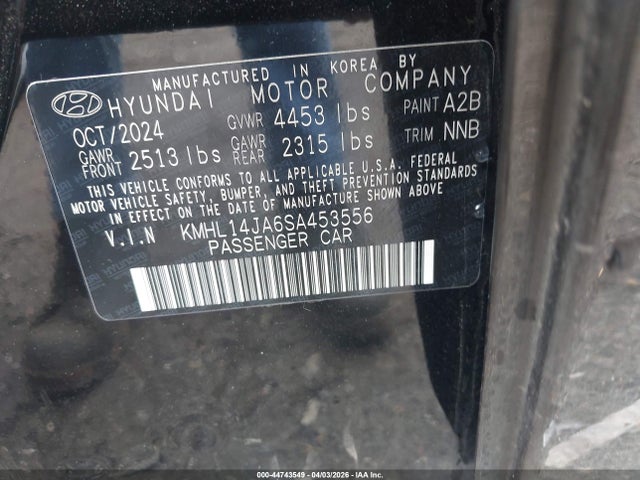 MANUFACTURED IN KOREA BY
HYUNDAI MOTOR COMPANY
OCT/2024 GVWR 4453 lbs PAINT A2B
GAWR FRONT 2513 lbs GAWR REAR 2315 lbs TRIM NNB
THIS VEHICLE CONFORMS TO ALL APPLICABLE U.S.A. FEDERAL
MOTOR VEHICLE SAFETY, BUMPER, AND THEFT PREVENTION STANDARDS
IN EFFECT ON THE DATE OF MANUFACTURE SHOWN ABOVE
V.I.N KMHL14JA6SA453556
PASSENGER CAR
000-44743549 - 04/03/2026 - IAA Inc.